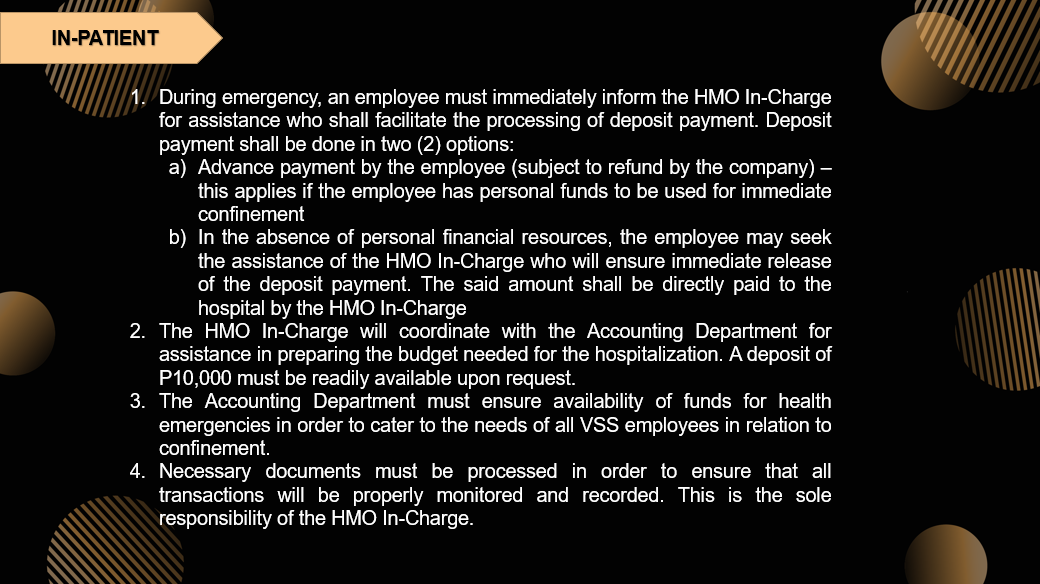 IN-PATIENT
1. During emergency, an employee must immediately inform the HMO In-Charge
for assistance who shall facilitate the processing of deposit payment. Deposit
payment shall be done in two (2) options:
a) Advance payment by the employee (subject to refund by the company) –
this applies if the employee has personal funds to be used for immediate
confinement
b) In the absence of personal financial resources, the employee may seek
the assistance of the HMO In-Charge who will ensure immediate release
of the deposit payment. The said amount shall be directly paid to the
hospital by the HMO In-Charge
2. The HMO In-Charge will coordinate with the Accounting Department for
assistance in preparing the budget needed for the hospitalization. A deposit of
P10,000 must be readily available upon request.
3. The Accounting Department must ensure availability of funds for health
emergencies in order to cater to the needs of all VSS employees in relation to
confinement.
4. Necessary documents must be processed in order to ensure that all
transactions will be properly monitored and recorded. This is the sole
responsibility of the HMO In-Charge.